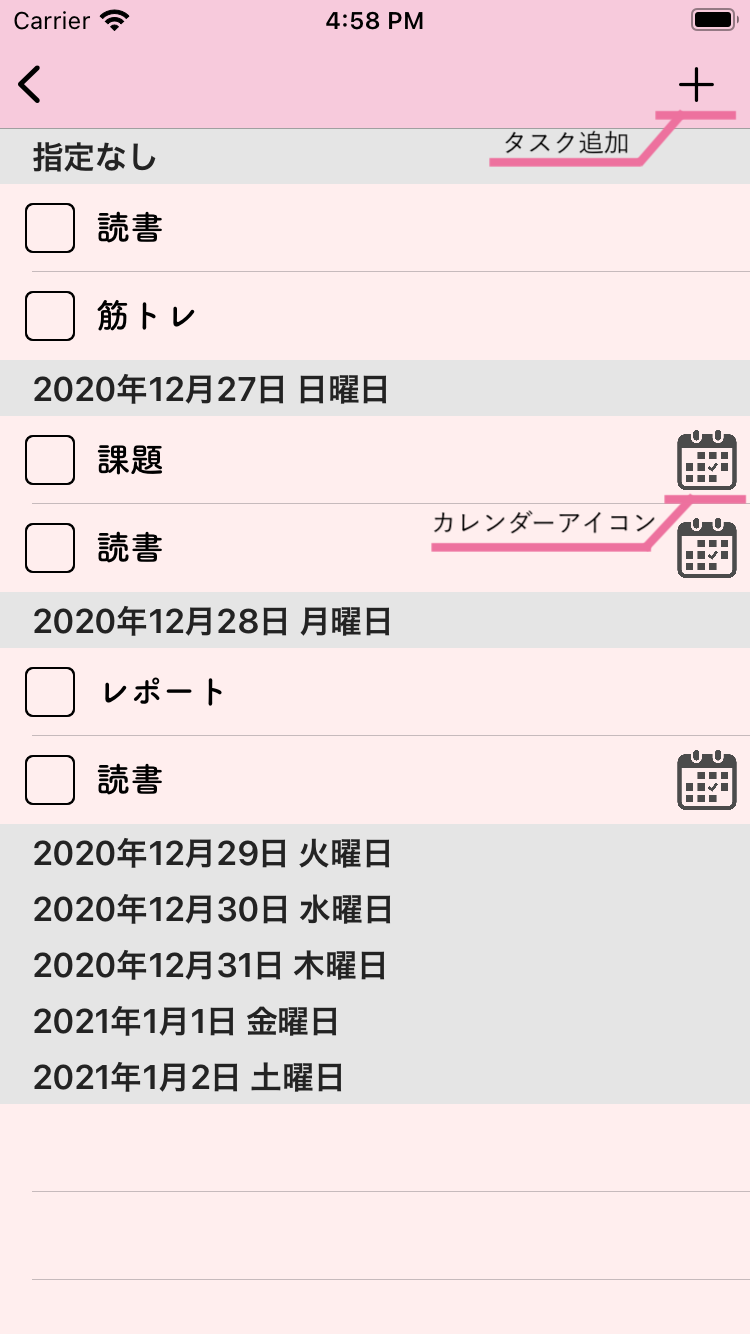 Carrier 4:58 PM
タスク追加
指定なし
読書
筋トレ
2020年12月27日 日曜日
課題
カレンダーアイコン
読書
2020年12月28日 月曜日
レポート
読書
2020年12月29日 火曜日
2020年12月30日 水曜日
2020年12月31日 木曜日
2021年1月1日 金曜日
2021年1月2日 土曜日